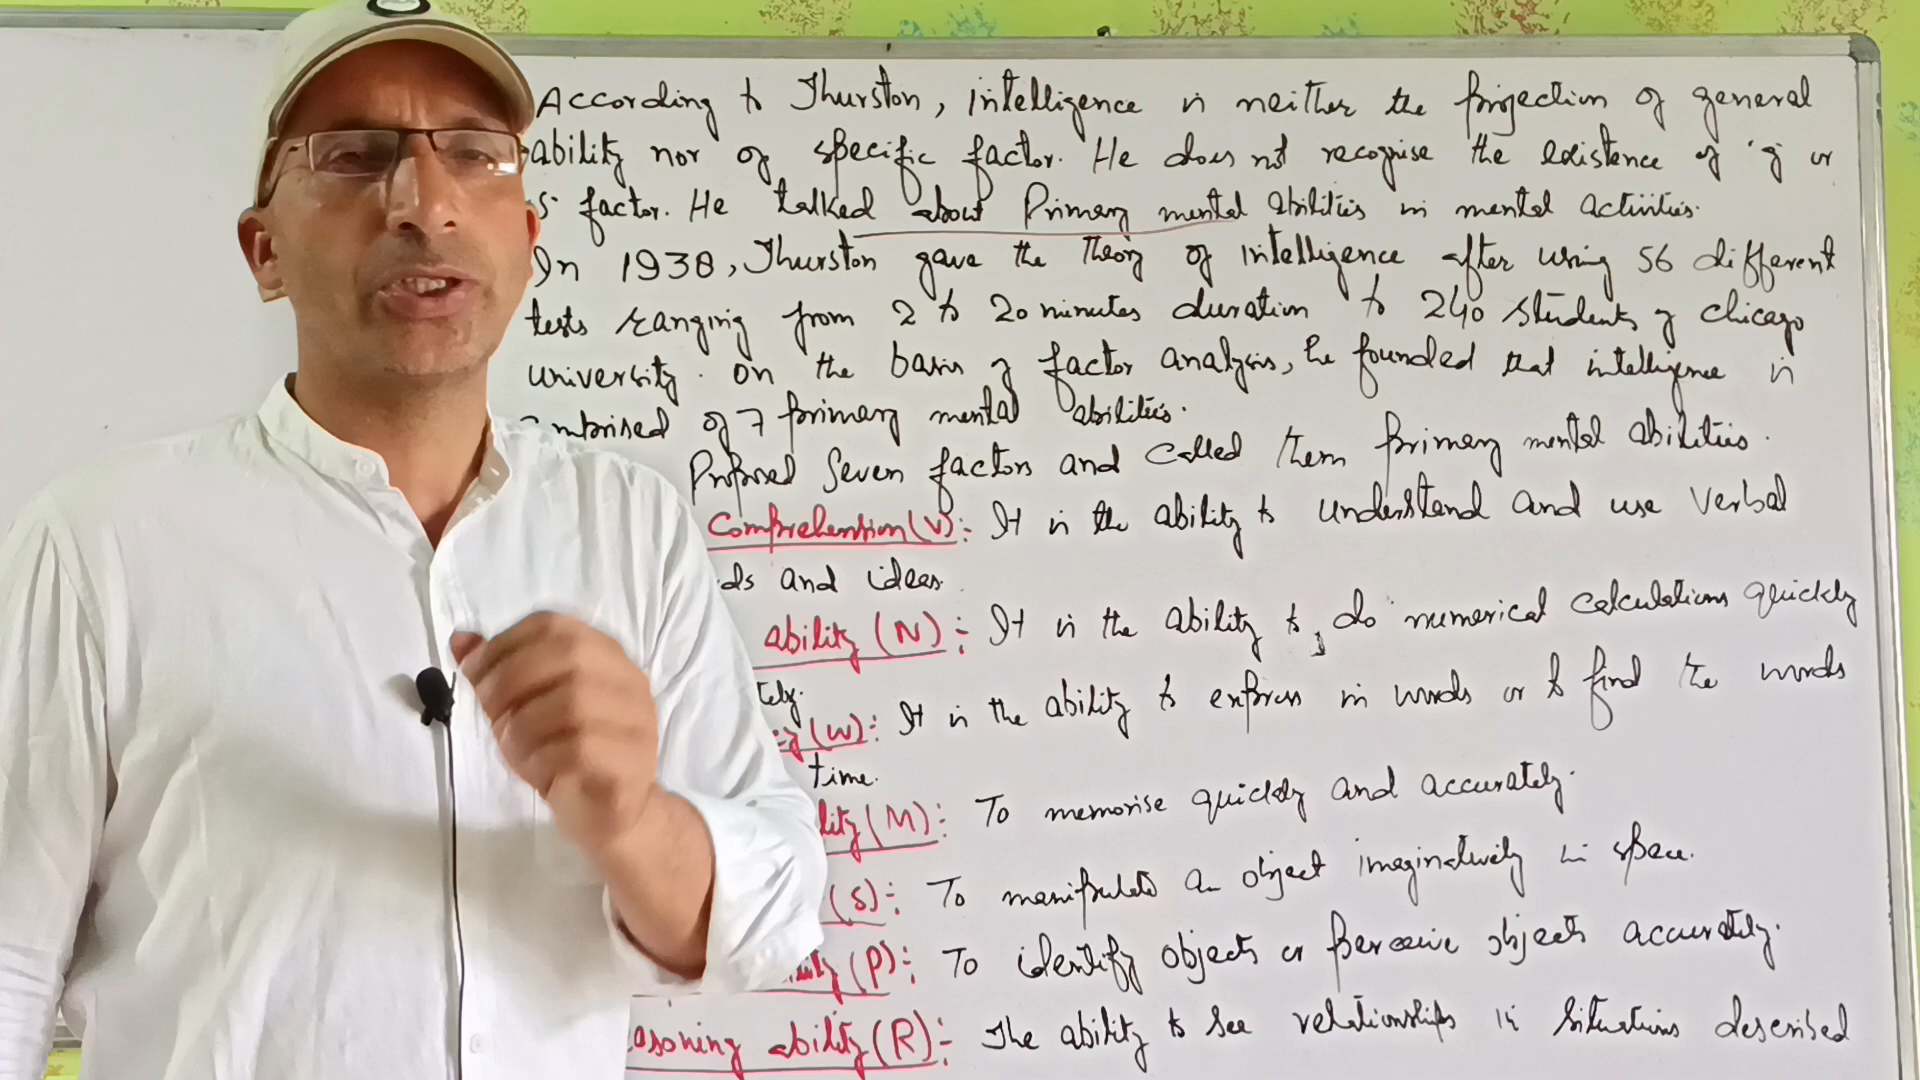 According to Thurston, intelligence is neither the projection of general
ability nor of specific factor. He does not recognise the existence of 'g' or
's' factor. He talked about Primary mental abilities in mental activities.
In 1938, Thurston gave the theory of intelligence after using 56 different
tests ranging from 2 to 20 minutes duration to 240 students of chicago
university. on the basis of factor analysis, he founded that intelligence is
comprised of 7 primary mental abilities.
Proposed Seven factors and called them primary mental abilities.
Comprehention (V):- It is the ability to understand and use verbal
ds and ideas.
ability (N):- It is the ability to do numerical calculations quickly
tely.
(W):- It is the ability to express in words or to find the words
time.
lity (M):- To memorise quickly and accurately.
(S):- To manipulate an object imaginatively in space.
(P):- To identify objects or perceive objects accurately.
asoning ability (R):- The ability to see relationships in situations described